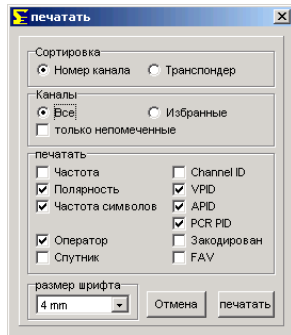 печатать
Сортировка
Номер канала Транспондер
Каналы
Все Избранные
только непомеченные
печатать
Частота Channel ID
Полярность VPID
Частота символов APID
PCR PID
Оператор Закодирован
Спутник FAV
размер шрифта
4 mm Отмена печатать